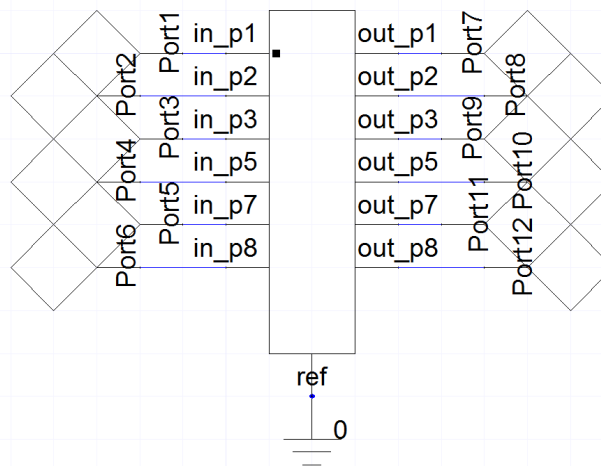 Port1 in_p1 out_p1 Port7
Port2 in_p2 out_p2 Port8
Port3 in_p3 out_p3 Port9
Port4 in_p5 out_p5 Port10
Port5 in_p7 out_p7 Port11
Port6 in_p8 out_p8 Port12
ref
0